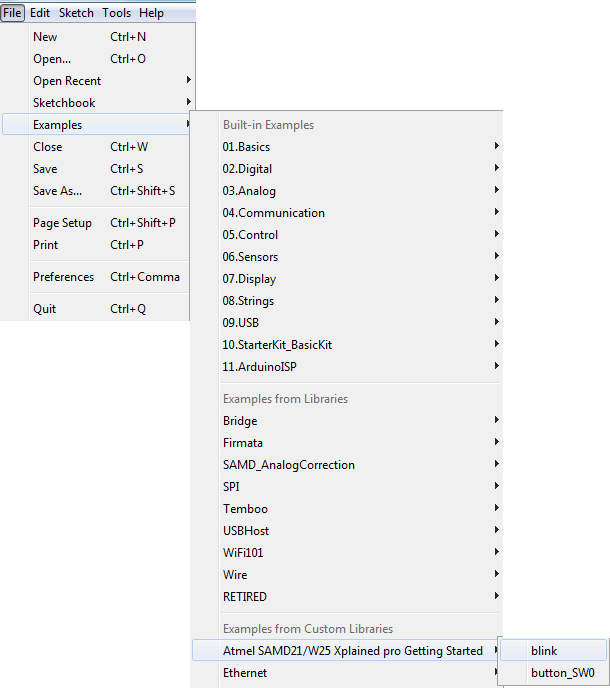 File Edit Sketch Tools Help
New Ctrl+N
Open... Ctrl+O
Open Recent
Sketchbook
Examples
Close Ctrl+W
Save Ctrl+S
Save As... Ctrl+Shift+S
Page Setup Ctrl+Shift+P
Print Ctrl+P
Preferences Ctrl+Comma
Quit Ctrl+Q
Built-in Examples
01.Basics
02.Digital
03.Analog
04.Communication
05.Control
06.Sensors
07.Display
08.Strings
09.USB
10.StarterKit_BasicKit
11.ArduinoISP
Examples from Libraries
Bridge
Firmata
SAMD_AnalogCorrection
SPI
Temboo
USBHost
WiFi101
Wire
RETIRED
Examples from Custom Libraries
Atmel SAMD21/W25 Xplained pro Getting Started
Ethernet
blink
button_SW0